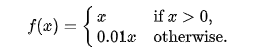 f(x) = { x if x > 0,
0.01x otherwise.